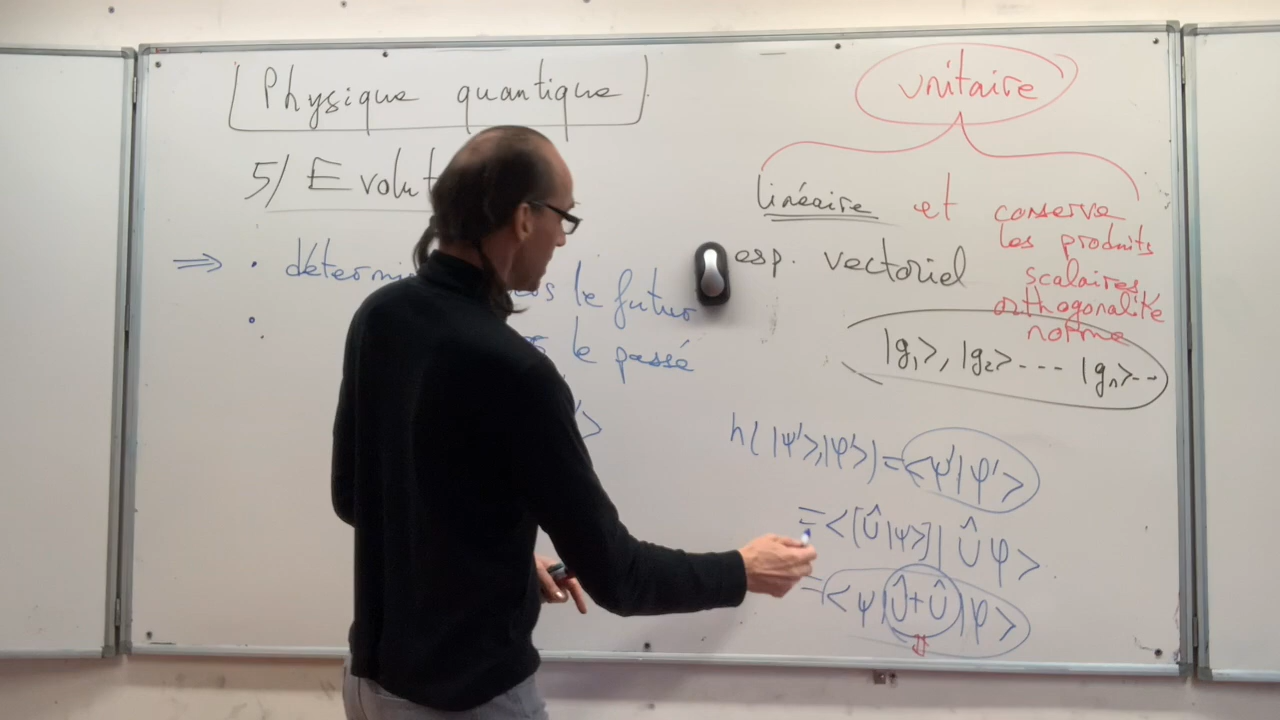 Physique quantique
5/ Evolut
⇒ • détermi
le futur
•
le passé
>
unitaire
linéaire et conserve
les produits
scalaires
orthogonalité
norme
esp. vectoriel
|g₁>, |g₂> --- |gₙ> --
h(|ψ'>,|φ'>) = <ψ'|φ'>
= <[Û|ψ>]| Ûφ>
= <ψ|Û+Û|φ>